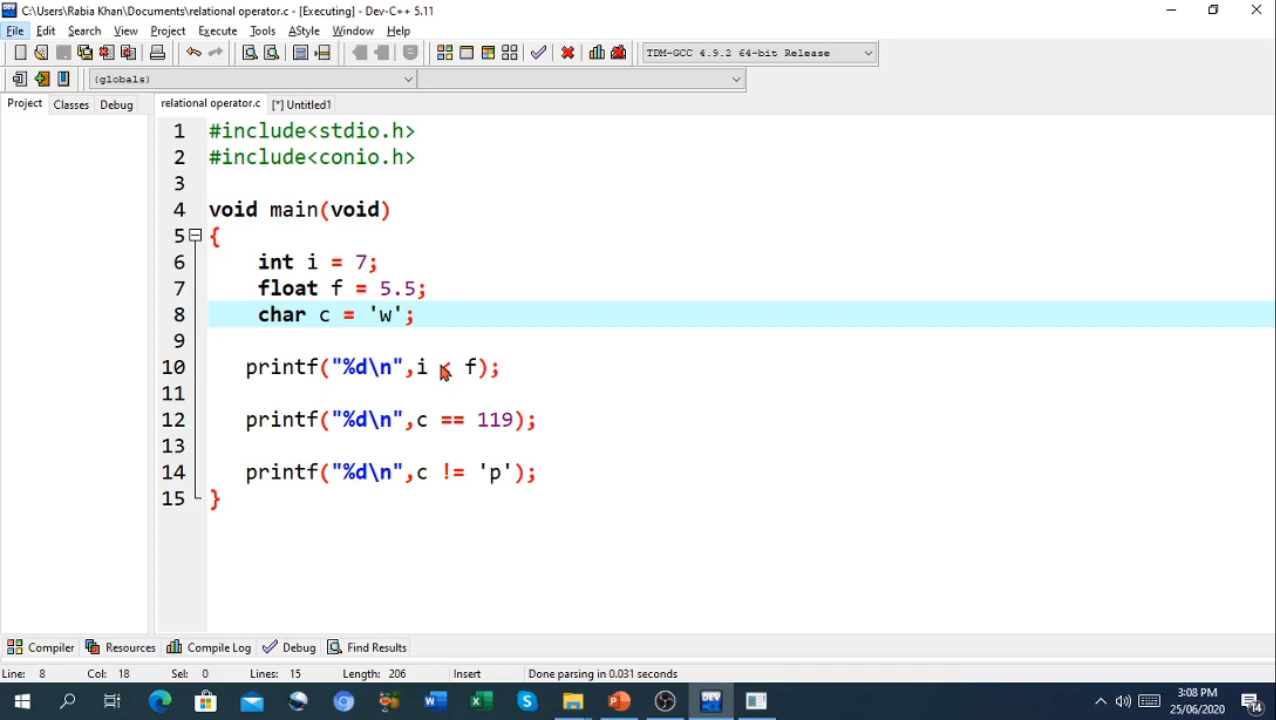 C:\Users\Rabia Khan\Documents\relational operator.c - [Executing] - Dev-C++ 5.11
File Edit Search View Project Execute Tools AStyle Window Help
TDM-GCC 4.9.2 64-bit Release
(globals)
Project Classes Debug relational operator.c [*] Untitled1
1 #include<stdio.h>
2 #include<conio.h>
3
4 void main(void)
5 {
6 int i = 7;
7 float f = 5.5;
8 char c = 'w';
9
10 printf("%d\n",i < f);
11
12 printf("%d\n",c == 119);
13
14 printf("%d\n",c != 'p');
15 }
Compiler Resources Compile Log Debug Find Results
Line: 8 Col: 18 Sel: 0 Lines: 15 Length: 206 Insert Done parsing in 0.031 seconds
3:08 PM
25/06/2020
14